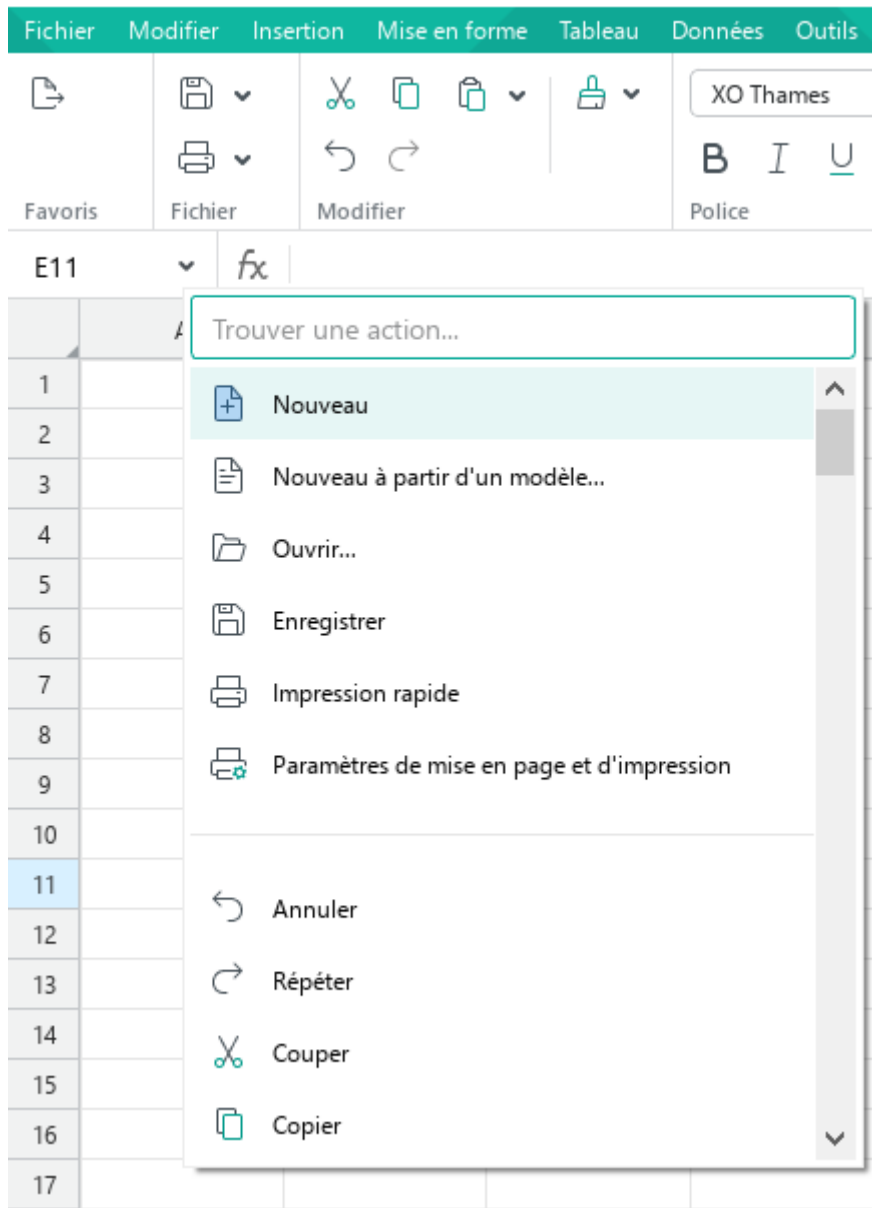 Fichier Modifier Insertion Mise en forme Tableau Données Outils
XO Thames
B I U
Favoris Fichier Modifier Police
E11 fx
Trouver une action...
1
2
3
4
5
6
7
8
9
10
11
12
13
14
15
16
17
Nouveau
Nouveau à partir d'un modèle...
Ouvrir...
Enregistrer
Impression rapide
Paramètres de mise en page et d'impression
Annuler
Répéter
Couper
Copier